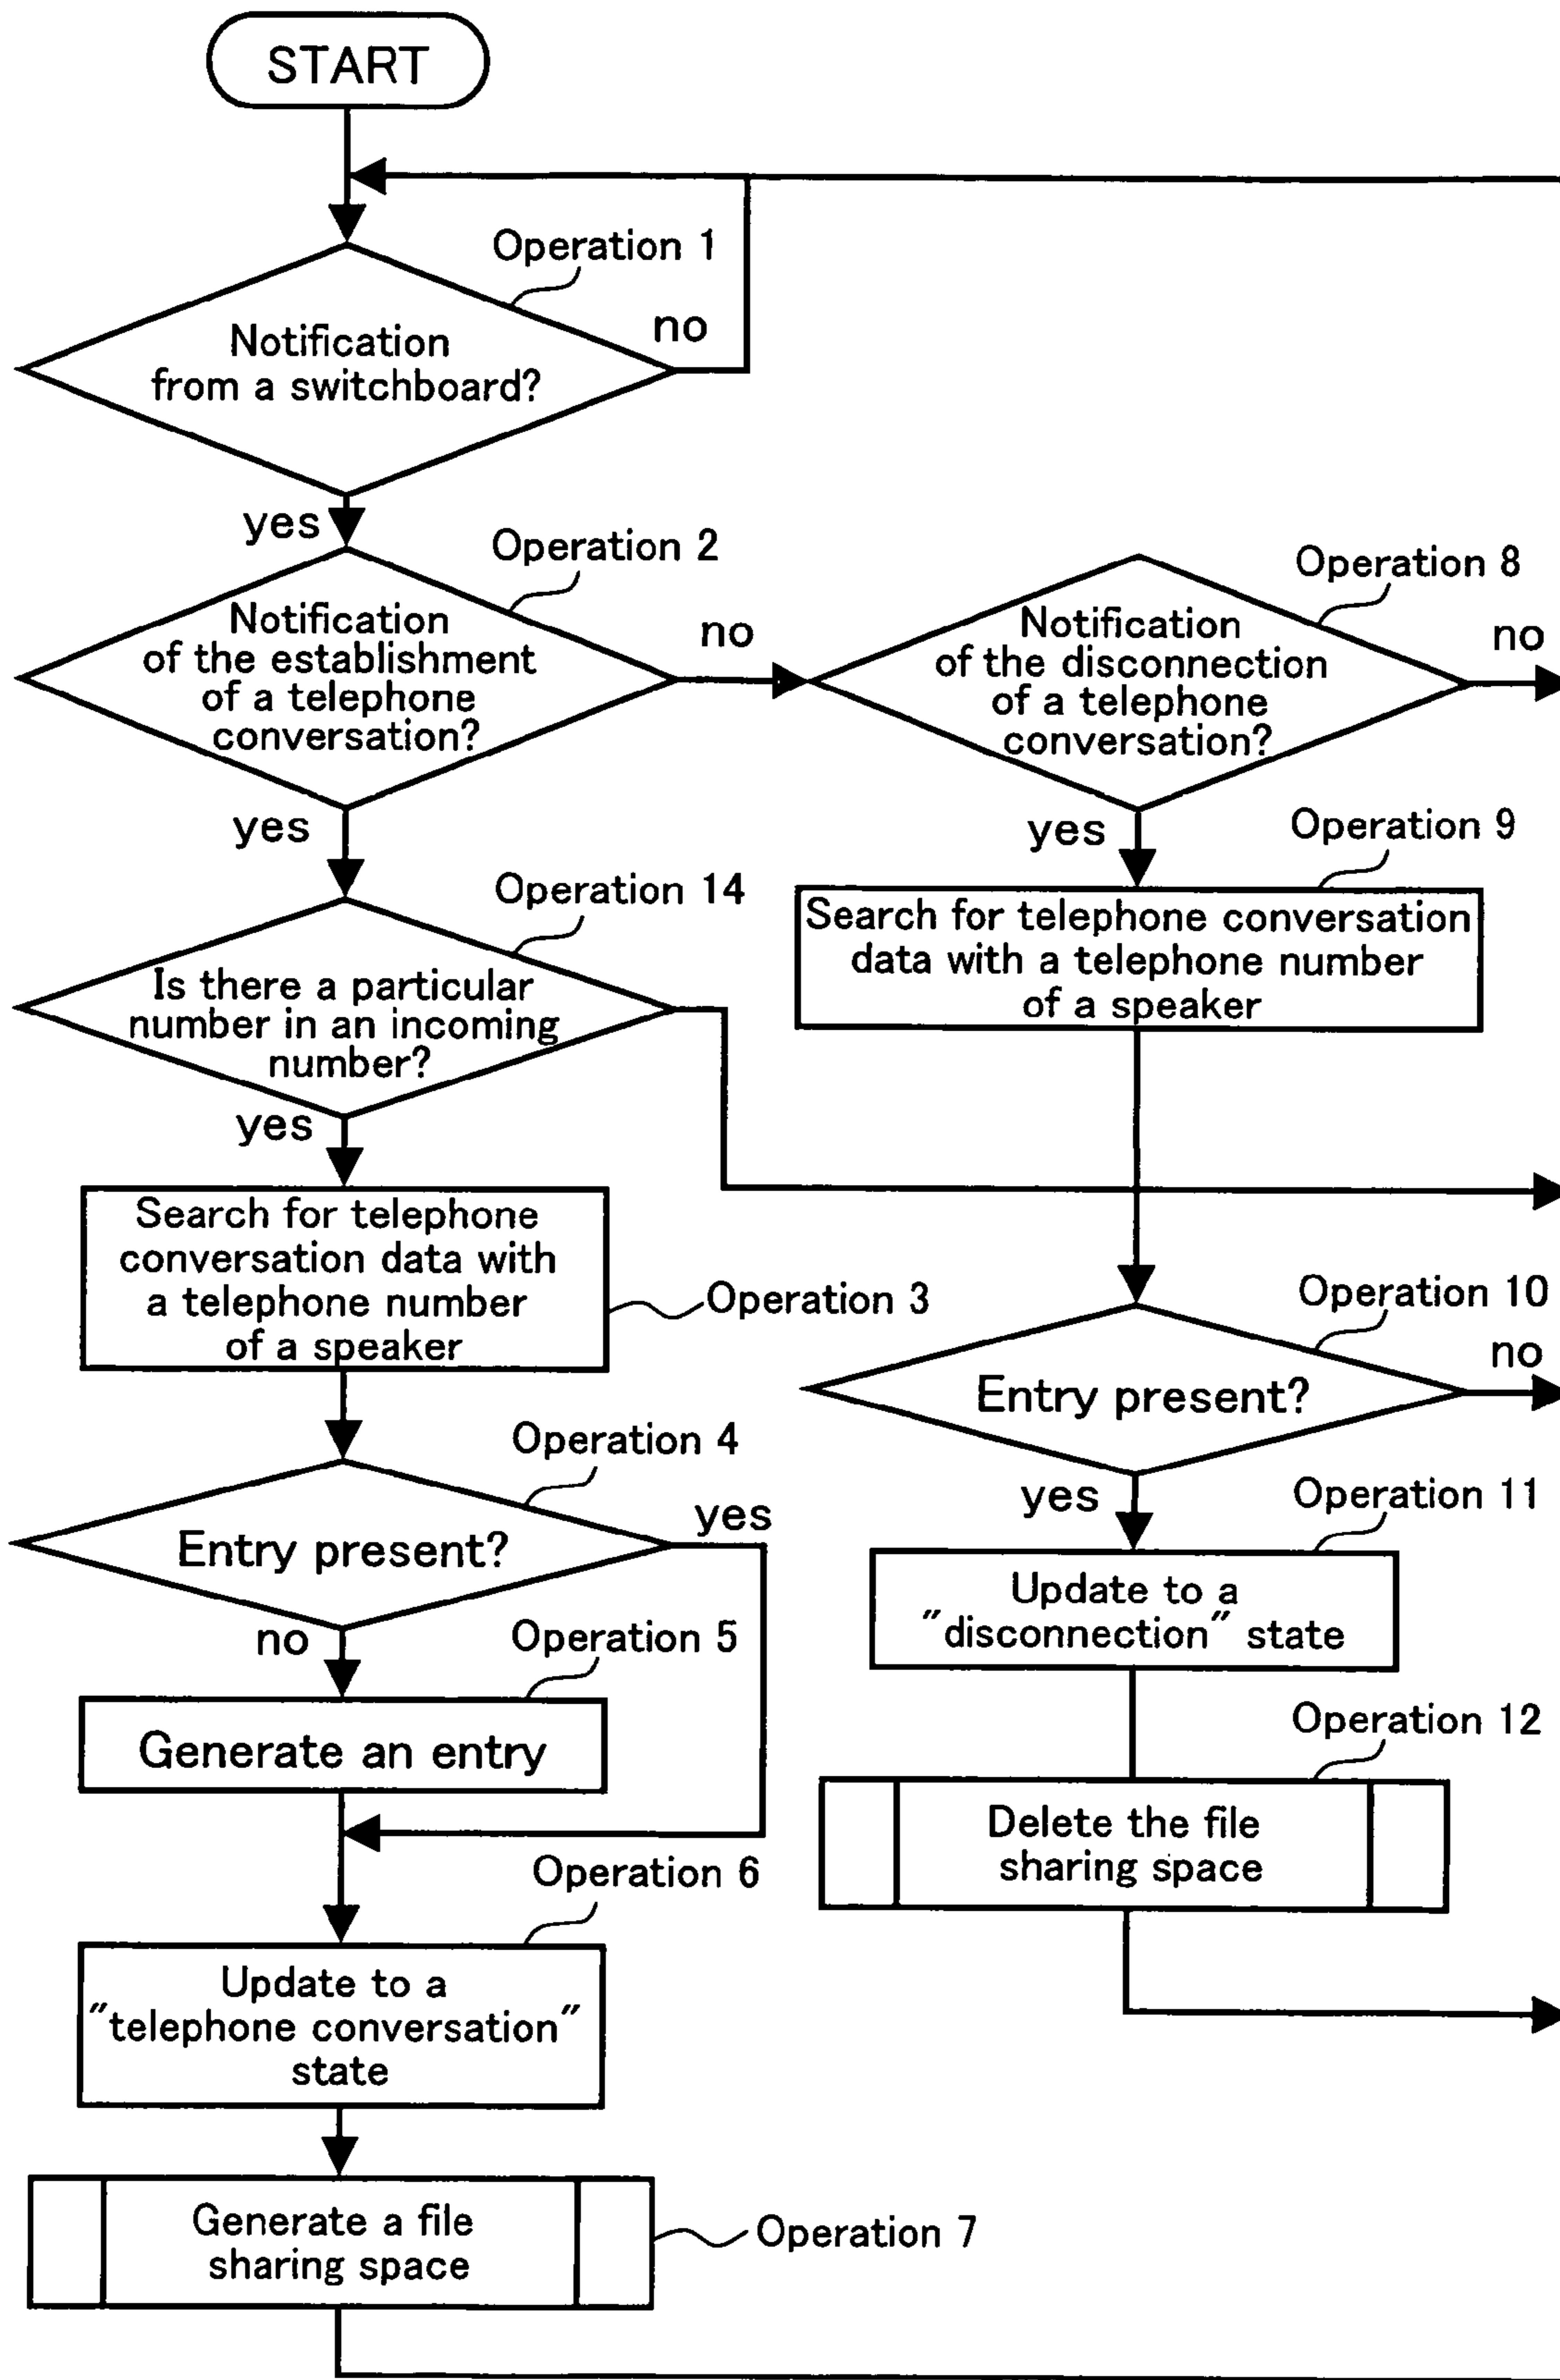 START
Operation 1
Notification
from a switchboard?
no
yes
Operation 2
Notification
of the establishment
of a telephone
conversation?
no
yes
Operation 8
Notification
of the disconnection
of a telephone
conversation?
no
yes
Operation 9
Search for telephone conversation
data with a telephone number
of a speaker
Operation 14
Is there a particular
number in an incoming
number?
yes
Search for telephone
conversation data with
a telephone number
of a speaker
Operation 3
Operation 10
Entry present?
no
yes
Operation 4
Entry present?
yes
no
Operation 11
Update to a
"disconnection" state
Operation 5
Generate an entry
Operation 12
Delete the file
sharing space
Operation 6
Update to a
"telephone conversation"
state
Generate a file
sharing space
Operation 7